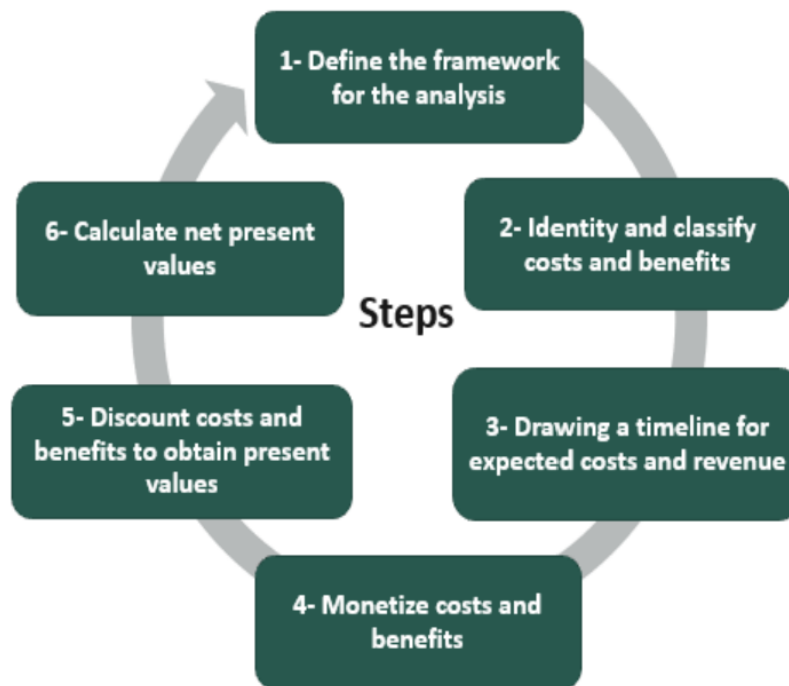 1- Define the framework
for the analysis
2- Identity and classify
costs and benefits
3- Drawing a timeline for
expected costs and revenue
4- Monetize costs and
benefits
5- Discount costs and
benefits to obtain present
values
6- Calculate net present
values
Steps